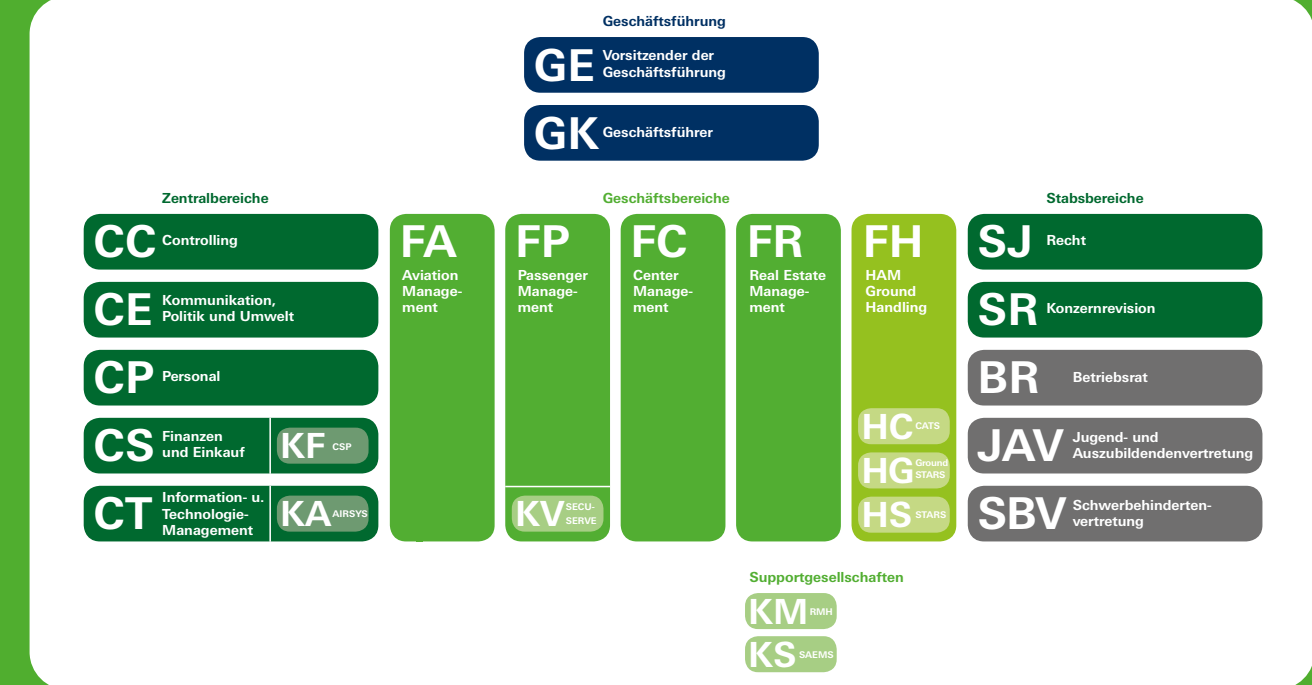 Geschäftsführung
GE Vorsitzender der
Geschäftsführung
GK Geschäftsführer
Zentralbereiche
CC Controlling
CE Kommunikation,
Politik und Umwelt
CP Personal
CS Finanzen
und Einkauf
KF CSP
CT Information- u.
Technologie-
Management
KA AIRSYS
Geschäftsbereiche
FA
Aviation
Manage-
ment
FP
Passenger
Manage-
ment
KV SECU-
SERVE
FC
Center
Manage-
ment
FR
Real Estate
Manage-
ment
FH
HAM
Ground
Handling
HC CATS
HG Ground
STARS
HS STARS
Stabsbereiche
SJ Recht
SR Konzernrevision
BR Betriebsrat
JAV Jugend- und
Auszubildendenvertretung
SBV Schwerbehinderten-
vertretung
Supportgesellschaften
KM RMH
KS SAEMS